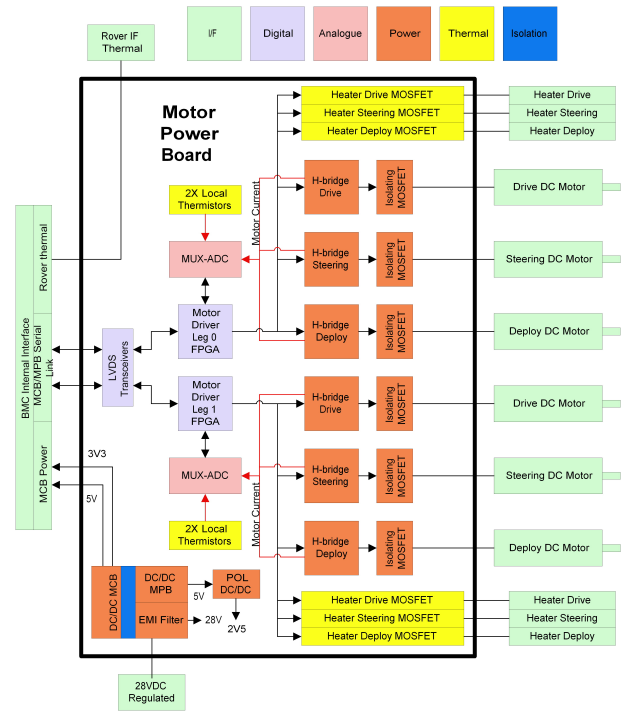 I/F
Digital
Analogue
Power
Thermal
Isolation
Rover IF
Thermal
Motor
Power
Board
Heater Drive MOSFET
Heater Steering MOSFET
Heater Deploy MOSFET
Heater Drive
Heater Steering
Heater Deploy
2X Local
Thermistors
Motor Current
H-bridge
Drive
Isolating
MOSFET
Drive DC Motor
MUX-ADC
H-bridge
Steering
Isolating
MOSFET
Steering DC Motor
Motor
Driver
Leg 0
FPGA
H-bridge
Deploy
Isolating
MOSFET
Deploy DC Motor
BMC Internal Interface
Rover thermal
MCB/MPB Serial
Link
MCB Power
LVDS
Transceivers
Motor
Driver
Leg 1
FPGA
H-bridge
Drive
Isolating
MOSFET
Drive DC Motor
3V3
5V
MUX-ADC
Motor Current
H-bridge
Steering
Isolating
MOSFET
Steering DC Motor
2X Local
Thermistors
H-bridge
Deploy
Isolating
MOSFET
Deploy DC Motor
DC/DC MCB
DC/DC
MPB
EMI Filter
5V
28V
POL
DC/DC
2V5
Heater Drive MOSFET
Heater Steering MOSFET
Heater Deploy MOSFET
Heater Drive
Heater Steering
Heater Deploy
28VDC
Regulated